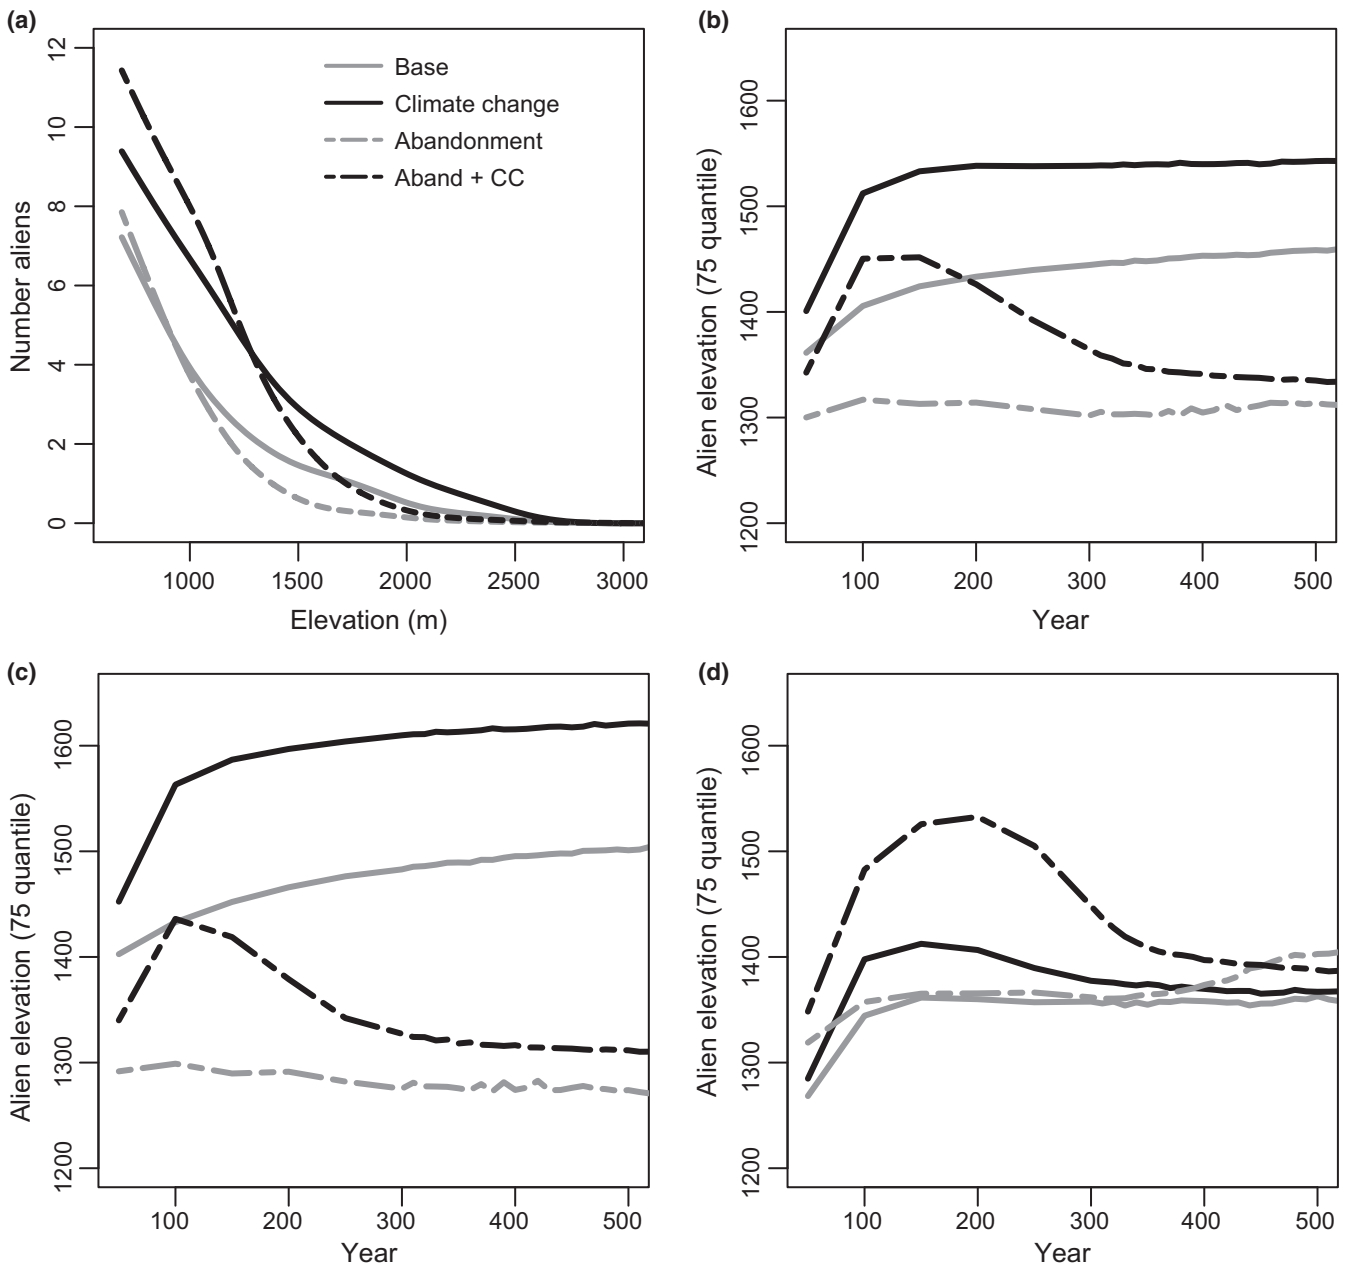 (a)
12
10
8
6
4
2
0
Number aliens
Base
Climate change
Abandonment
Aband + CC
1000 1500 2000 2500 3000
Elevation (m)
(b)
1600
1500
1400
1300
1200
Alien elevation (75 quantile)
100 200 300 400 500
Year
(c)
1600
1500
1400
1300
1200
Alien elevation (75 quantile)
100 200 300 400 500
Year
(d)
1600
1500
1400
1300
1200
Alien elevation (75 quantile)
100 200 300 400 500
Year